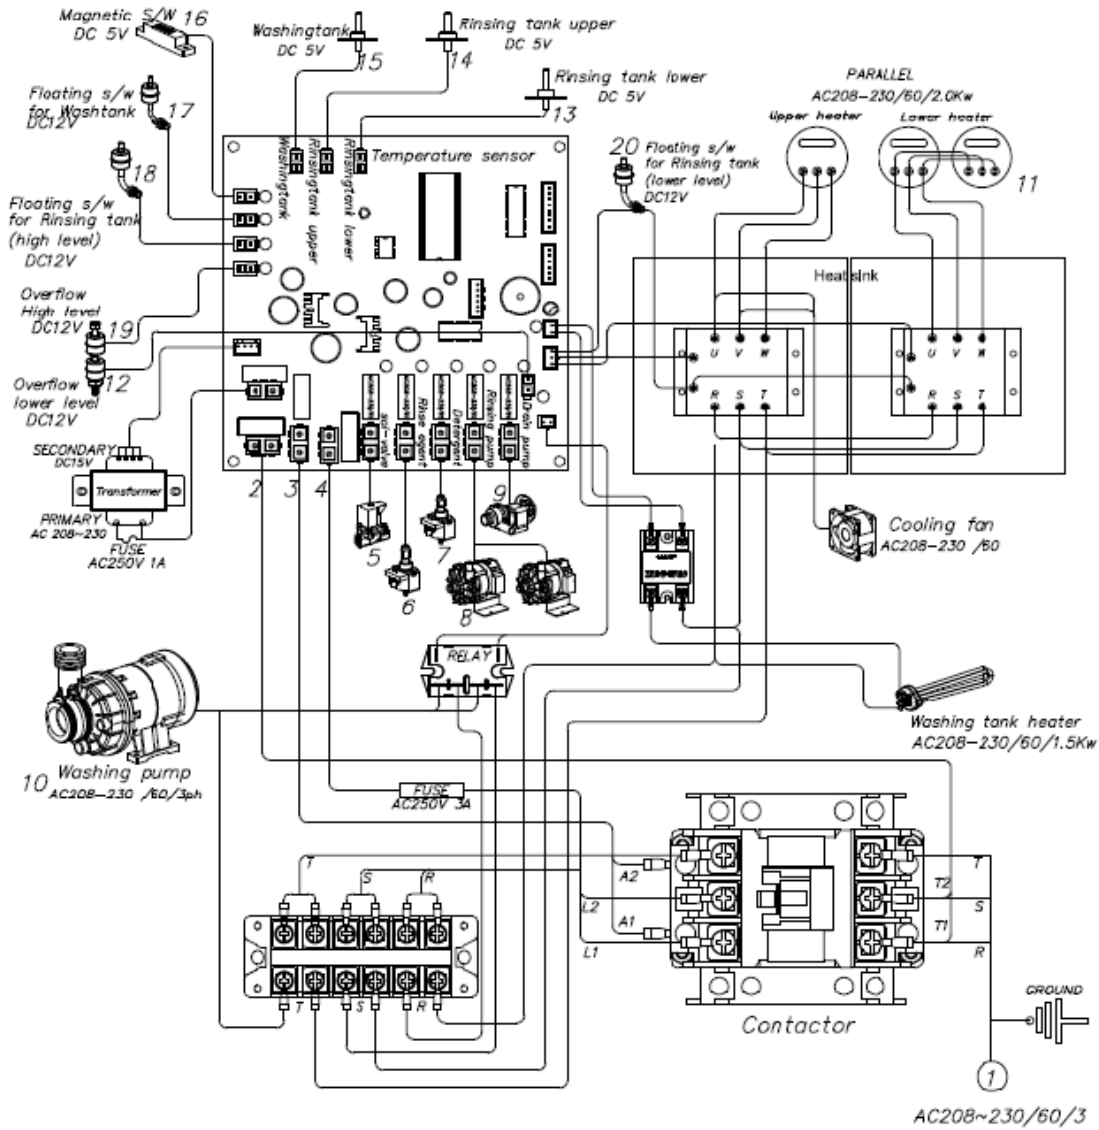 Magnetic S/W 16
DC 5V
Washingtank
DC 5V
15
Rinsing tank upper
DC 5V
14
Rinsing tank lower
DC 5V
13
Floating s/w
for Washtank
DC12V
17
18
Floating s/w
for Rinsing tank
(high level)
DC12V
Overflow
High level
DC12V
19
12
Overflow
lower level
DC12V
Temperature sensor
Washingtank
Rinsingtank upper
Rinsingtank lower
20 Floating s/w
for Rinsing tank
(lower level)
DC12V
PARALLEL
AC208-230/60/2.0Kw
Upper heater
Lower heater
11
Heatsink
U V W
R S T
U V W
R S T
sol-valve
Rise agent
Detergent
Rinsing pump
Drain pump
SECONDARY
DC15V
Transformer
PRIMARY
AC 208~230
FUSE
AC250V 1A
2
3
4
5
6
7
8
9
Cooling fan
AC208-230 /60
RELAY
Washing tank heater
AC208-230/60/1.5Kw
10 Washing pump
AC208-230 /60/3ph
FUSE
AC250V 3A
T
S
R
T
S
R
A2
L2
A1
L1
T
T2
S
T1
R
Contactor
GROUND
1
AC208~230/60/3